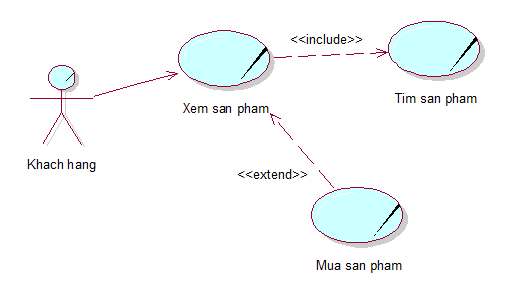 <<include>>
Xem san pham
Tim san pham
Khach hang
<<extend>>
Mua san pham